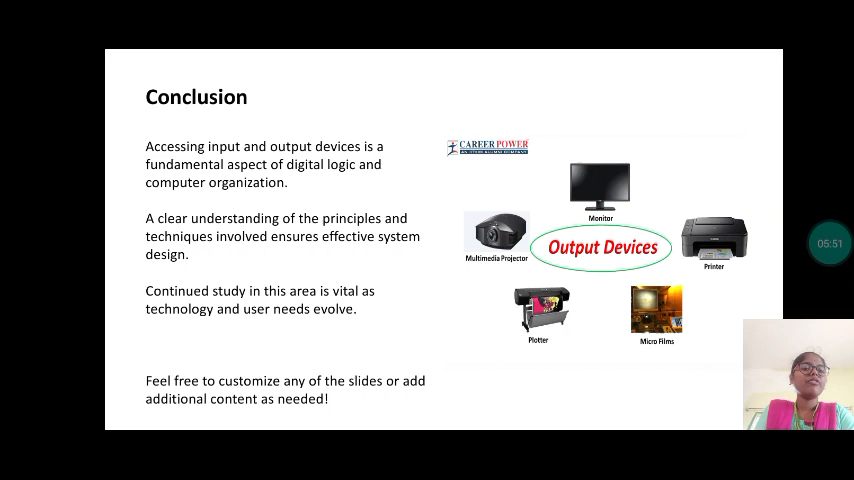 Conclusion
Accessing input and output devices is a
fundamental aspect of digital logic and
computer organization.
A clear understanding of the principles and
techniques involved ensures effective system
design.
Continued study in this area is vital as
technology and user needs evolve.
Feel free to customize any of the slides or add
additional content as needed!
CAREER POWER
Monitor
Multimedia Projector
Output Devices
Printer
Plotter
Micro Films
05:51